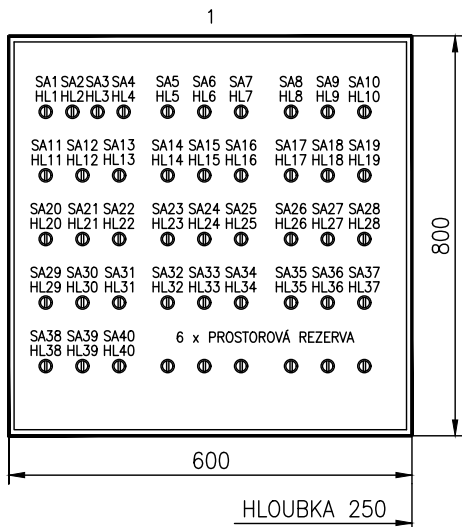 1
SA1 SA2 SA3 SA4 SA5 SA6 SA7 SA8 SA9 SA10
HL1 HL2 HL3 HL4 HL5 HL6 HL7 HL8 HL9 HL10
SA11 SA12 SA13 SA14 SA15 SA16 SA17 SA18 SA19
HL11 HL12 HL13 HL14 HL15 HL16 HL17 HL18 HL19
SA20 SA21 SA22 SA23 SA24 SA25 SA26 SA27 SA28
HL20 HL21 HL22 HL23 HL24 HL25 HL26 HL27 HL28
SA29 SA30 SA31 SA32 SA33 SA34 SA35 SA36 SA37
HL29 HL30 HL31 HL32 HL33 HL34 HL35 HL36 HL37
SA38 SA39 SA40 6 x PROSTOROVÁ REZERVA
HL38 HL39 HL40
800
600
HLOUBKA 250